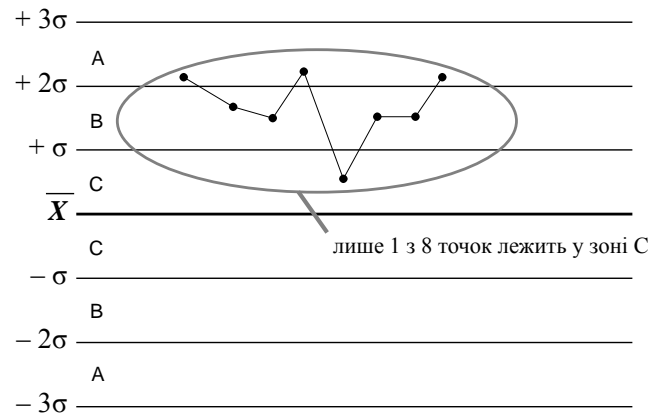 + 3σ
A
+ 2σ
B
+ σ
C
X̅
C
лише 1 з 8 точок лежить у зоні С
– σ
B
– 2σ
A
– 3σ